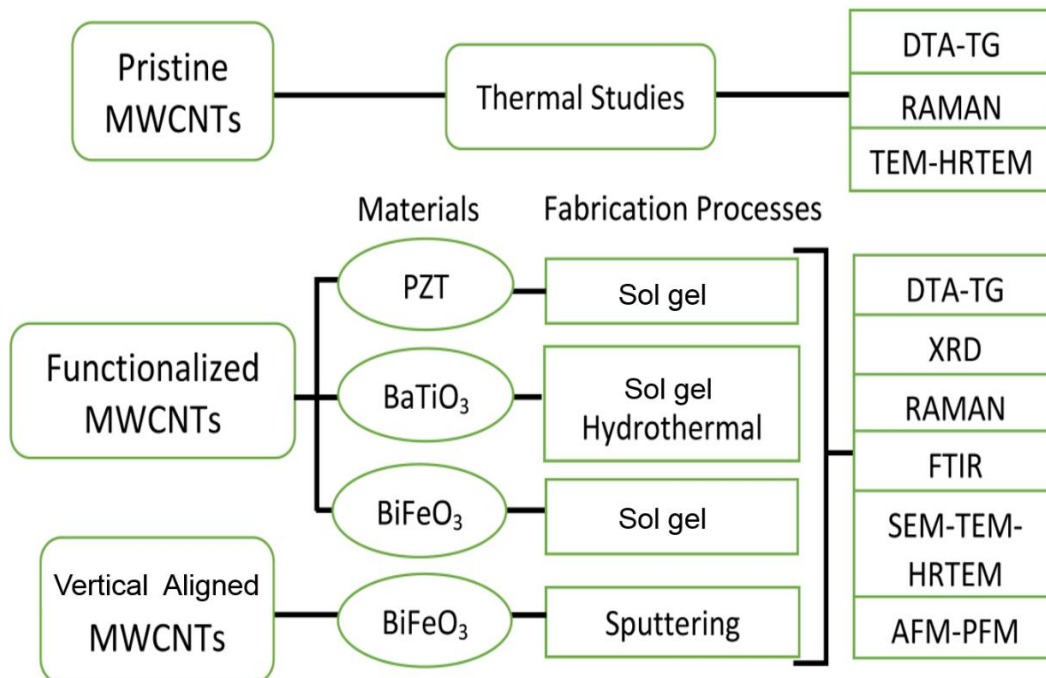 Pristine
MWCNTs
Thermal Studies
DTA-TG
RAMAN
TEM-HRTEM
Materials
Fabrication Processes
Functionalized
MWCNTs
PZT
Sol gel
BaTiO₃
Sol gel
Hydrothermal
BiFeO₃
Sol gel
Vertical Aligned
MWCNTs
BiFeO₃
Sputtering
DTA-TG
XRD
RAMAN
FTIR
SEM-TEM-
HRTEM
AFM-PFM